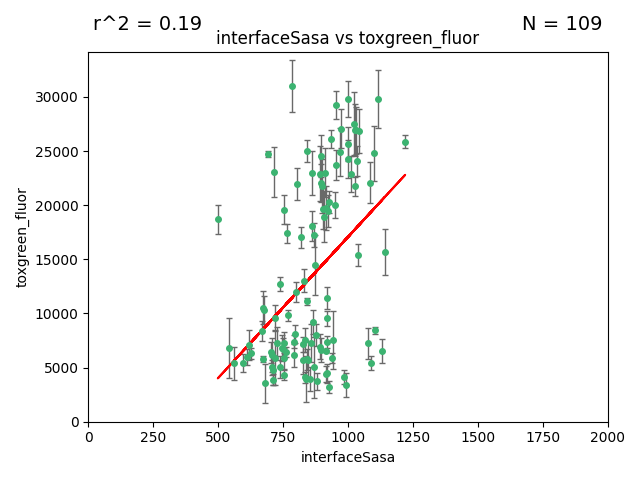 r^2 = 0.19 N = 109
interfaceSasa vs toxgreen_fluor
30000
25000
20000
15000
10000
5000
0
toxgreen_fluor
0 250 500 750 1000 1250 1500 1750 2000
interfaceSasa